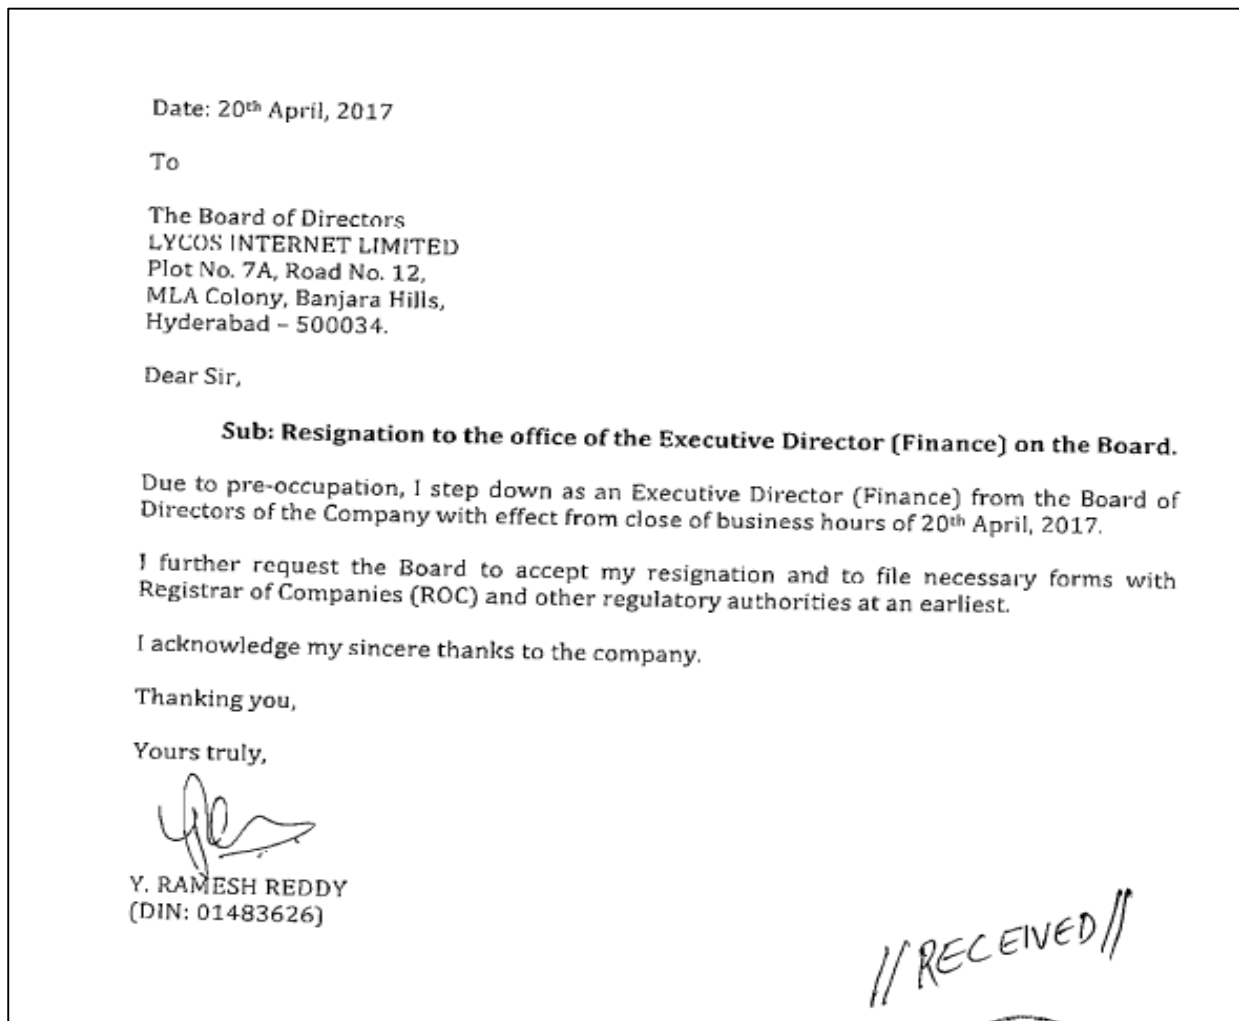 Date: 20th April, 2017
To
The Board of Directors
LYCOS INTERNET LIMITED
Plot No. 7A, Road No. 12,
MLA Colony, Banjara Hills,
Hyderabad – 500034.
Dear Sir,
Sub: Resignation to the office of the Executive Director (Finance) on the Board.
Due to pre-occupation, I step down as an Executive Director (Finance) from the Board of
Directors of the Company with effect from close of business hours of 20th April, 2017.
I further request the Board to accept my resignation and to file necessary forms with
Registrar of Companies (ROC) and other regulatory authorities at an earliest.
I acknowledge my sincere thanks to the company.
Thanking you,
Yours truly,
Y. RAMESH REDDY
(DIN: 01483626)
//RECEIVED//